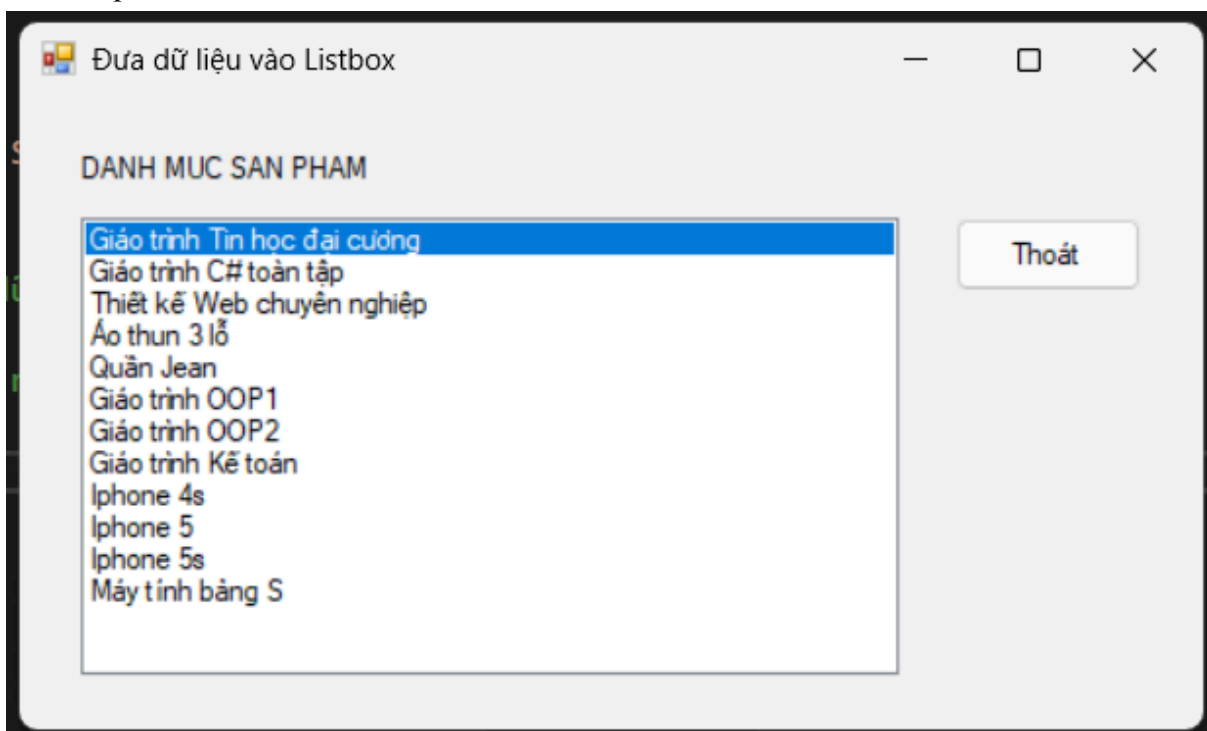 Đưa dữ liệu vào Listbox
DANH MUC SAN PHAM
Giáo trình Tin học đại cương
Thoát
Giáo trình C# toàn tập
Thiết kế Web chuyên nghiệp
Áo thun 3 lỗ
Quần Jean
Giáo trình OOP1
Giáo trình OOP2
Giáo trình Kế toán
Iphone 4s
Iphone 5
Iphone 5s
Máy tính bảng S